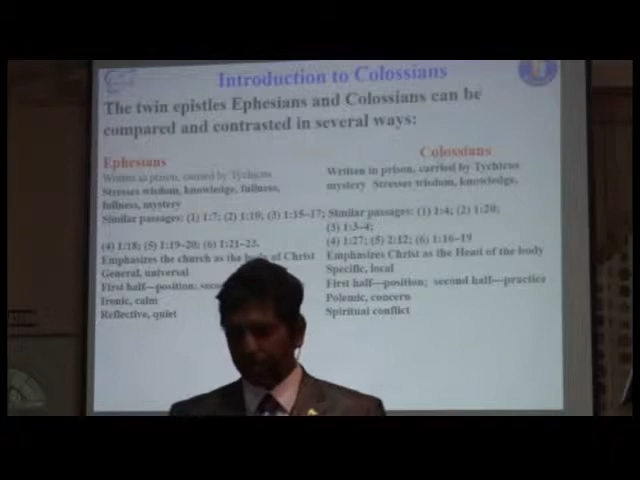 Introduction to Colossians
The twin epistles Ephesians and Colossians can be
compared and contrasted in several ways:
Ephesians
Written in prison, carried by Tychicus
Stresses wisdom, knowledge, fullness,
fullness, mystery
Similar passages: (1) 1:7; (2) 1:10; (3) 1:15–17;
(4) 1:18; (5) 1:19–20; (6) 1:21–23.
Emphasizes the church as the body of Christ
General, universal
First half—position;
Irenic, calm
Reflective, quiet
Colossians
Written in prison, carried by Tychicus
mystery Stresses wisdom, knowledge,
Similar passages: (1) 1:4; (2) 1:20;
(3) 1:3–4;
(4) 1:27; (5) 2:12; (6) 1:16–19
Emphasizes Christ as the Head of the body
Specific, local
First half—position; second half—practice
Polemic, concern
Spiritual conflict